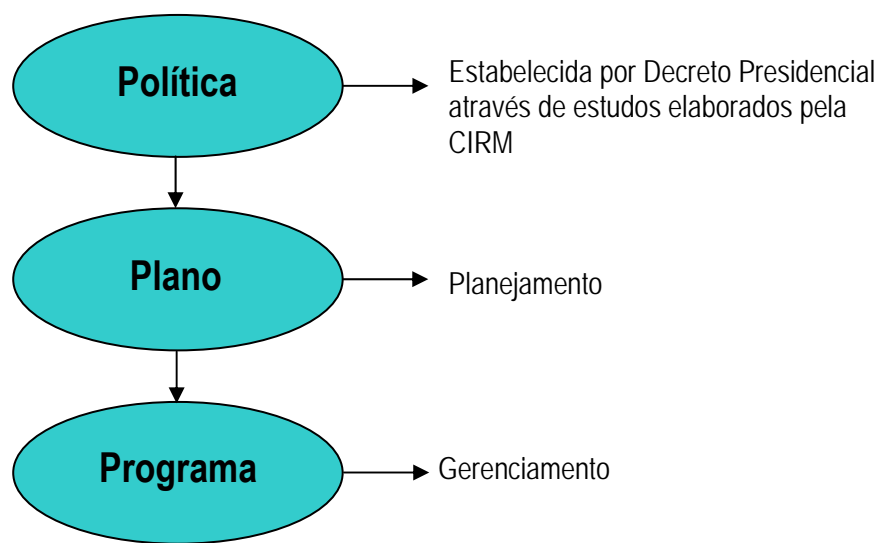 Política
Estabelecida por Decreto Presidencial
através de estudos elaborados pela
CIRM
Plano
Planejamento
Programa
Gerenciamento